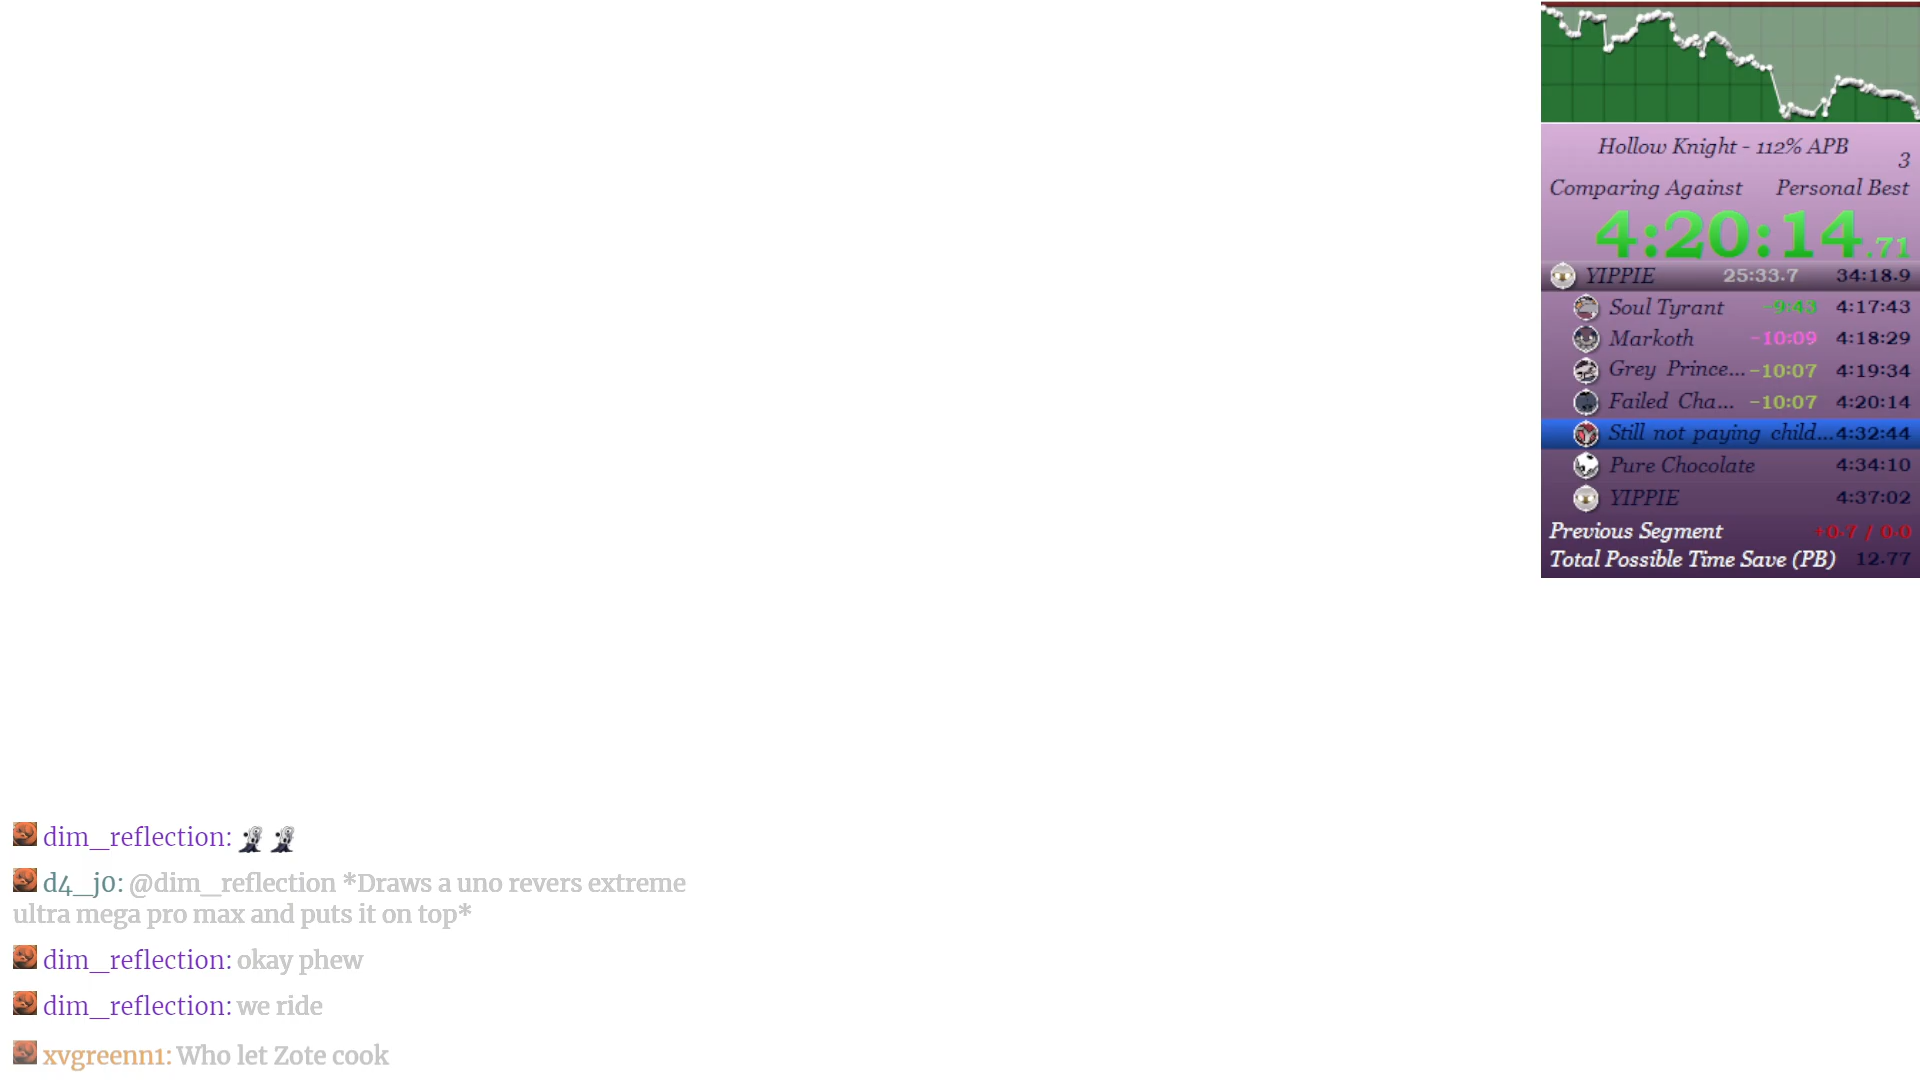 Hollow Knight - 112% APB
3
Comparing Against Personal Best
4:20:14.71
YIPPIE 25:33.7 34:18.9
Soul Tyrant -9:43 4:17:43
Markoth -10:09 4:18:29
Grey Prince... -10:07 4:19:34
Failed Cha... -10:07 4:20:14
Still not paying child... 4:32:44
Pure Chocolate 4:34:10
YIPPIE 4:37:02
Previous Segment +0.7 / 0.0
Total Possible Time Save (PB) 12.77
dim_reflection:
d4_j0: @dim_reflection *Draws a uno revers extreme
ultra mega pro max and puts it on top*
dim_reflection: okay phew
dim_reflection: we ride
xvgreenn1: Who let Zote cook